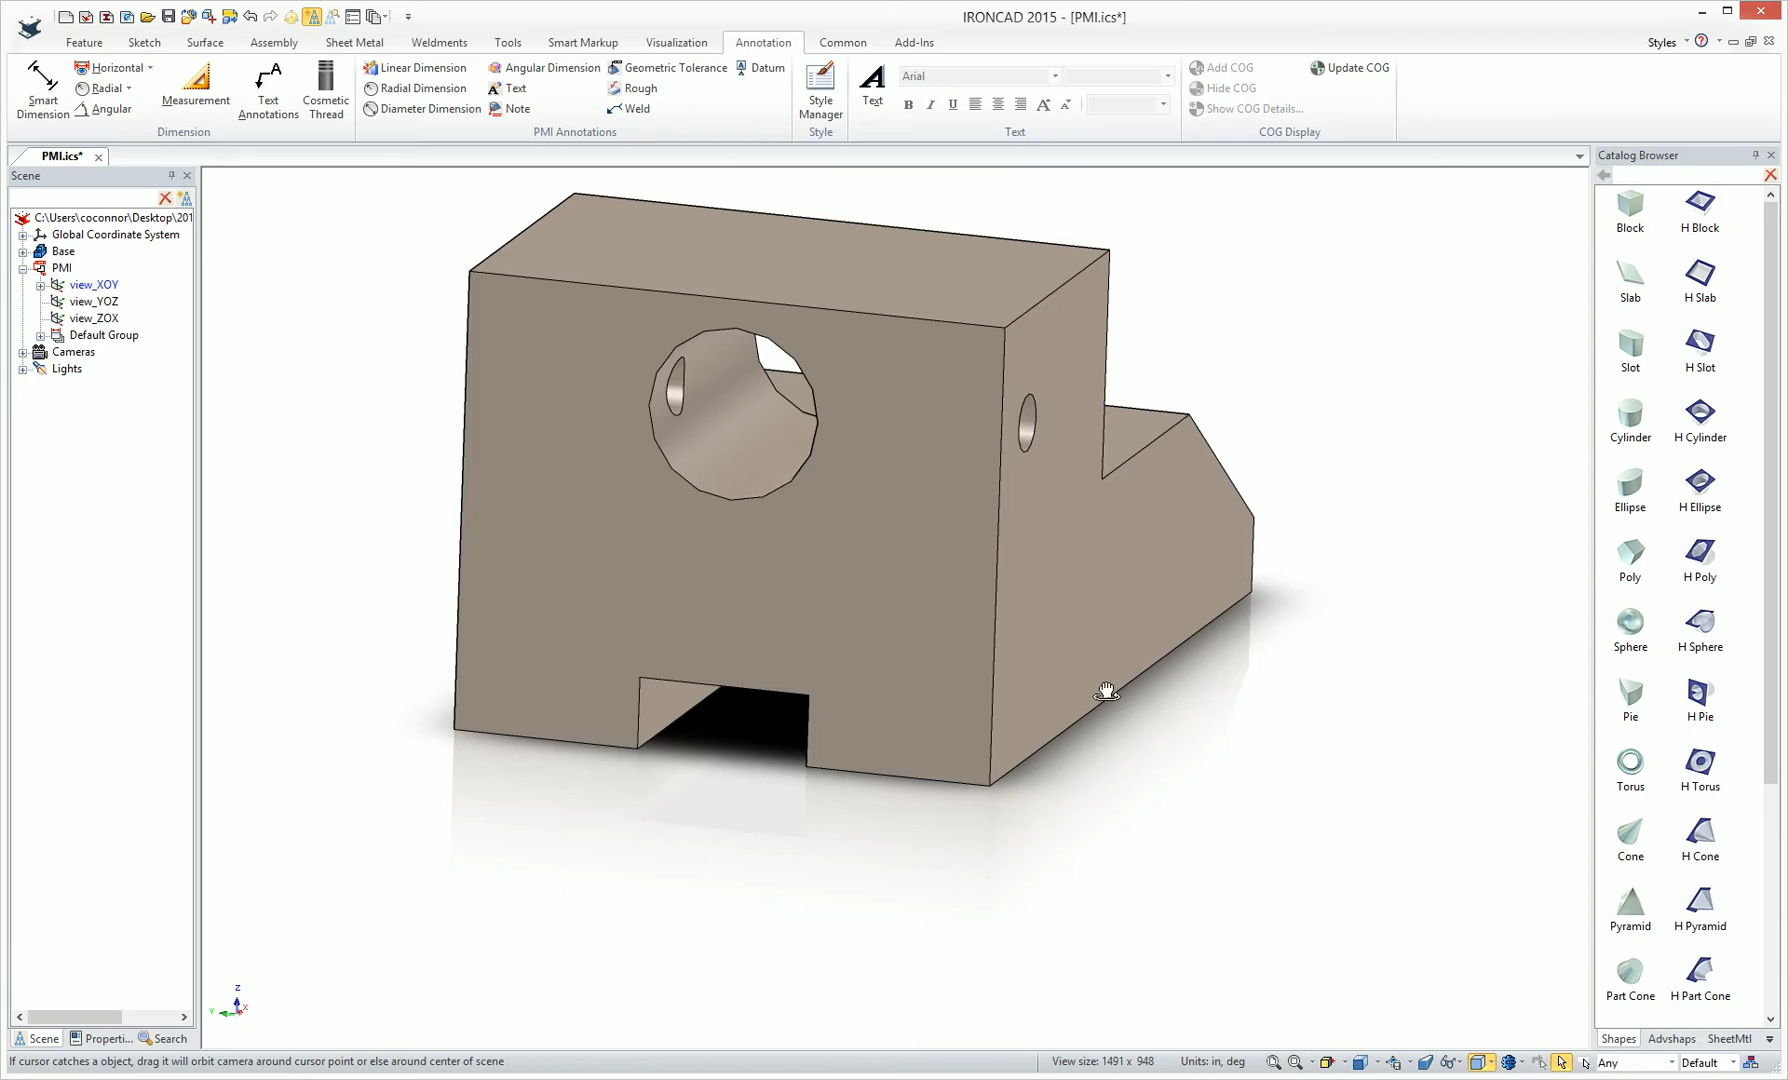 IRONCAD 2015 - [PMI.ics*]
Feature Sketch Surface Assembly Sheet Metal Weldments Tools Smart Markup Visualization Annotation Common Add-Ins Styles
Smart Dimension
Horizontal
Radial
Angular
Measurement
Text Annotations
Cosmetic Thread
Dimension
Linear Dimension
Radial Dimension
Diameter Dimension
Angular Dimension
Text
Note
Geometric Tolerance
Rough
Weld
Datum
PMI Annotations
Style Manager
Style
Text
Arial
B I U
Text
Add COG
Hide COG
Show COG Details...
Update COG
COG Display
PMI.ics*
Scene
C:\Users\coconnor\Desktop\201
Global Coordinate System
Base
PMI
view_XOY
view_YOZ
view_ZOX
Default Group
Cameras
Lights
Z
Y X
Catalog Browser
Block H Block
Slab H Slab
Slot H Slot
Cylinder H Cylinder
Ellipse H Ellipse
Poly H Poly
Sphere H Sphere
Pie H Pie
Torus H Torus
Cone H Cone
Pyramid H Pyramid
Part Cone H Part Cone
Scene Properti... Search
Shapes Advshaps SheetMtl
If cursor catches a object, drag it will orbit camera around cursor point or else around center of scene
View size: 1491 x 948
Units: in, deg
Any
Default